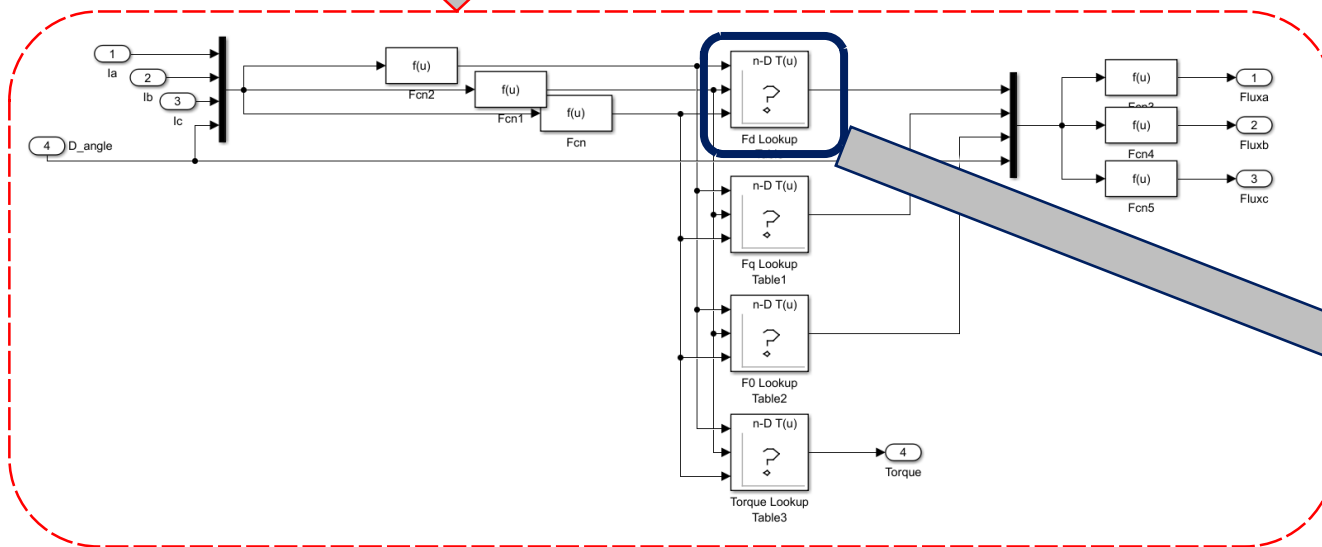 1
Ia
2
Ib
3
Ic
4
D_angle
f(u)
Fcn2
f(u)
Fcn1
f(u)
Fcn
n-D T(u)
?
Fd Lookup
n-D T(u)
?
Fq Lookup
Table1
n-D T(u)
?
F0 Lookup
Table2
n-D T(u)
?
Torque Lookup
Table3
4
Torque
f(u)
f(u)
Fcn4
f(u)
Fcn5
1
Fluxa
2
Fluxb
3
Fluxc